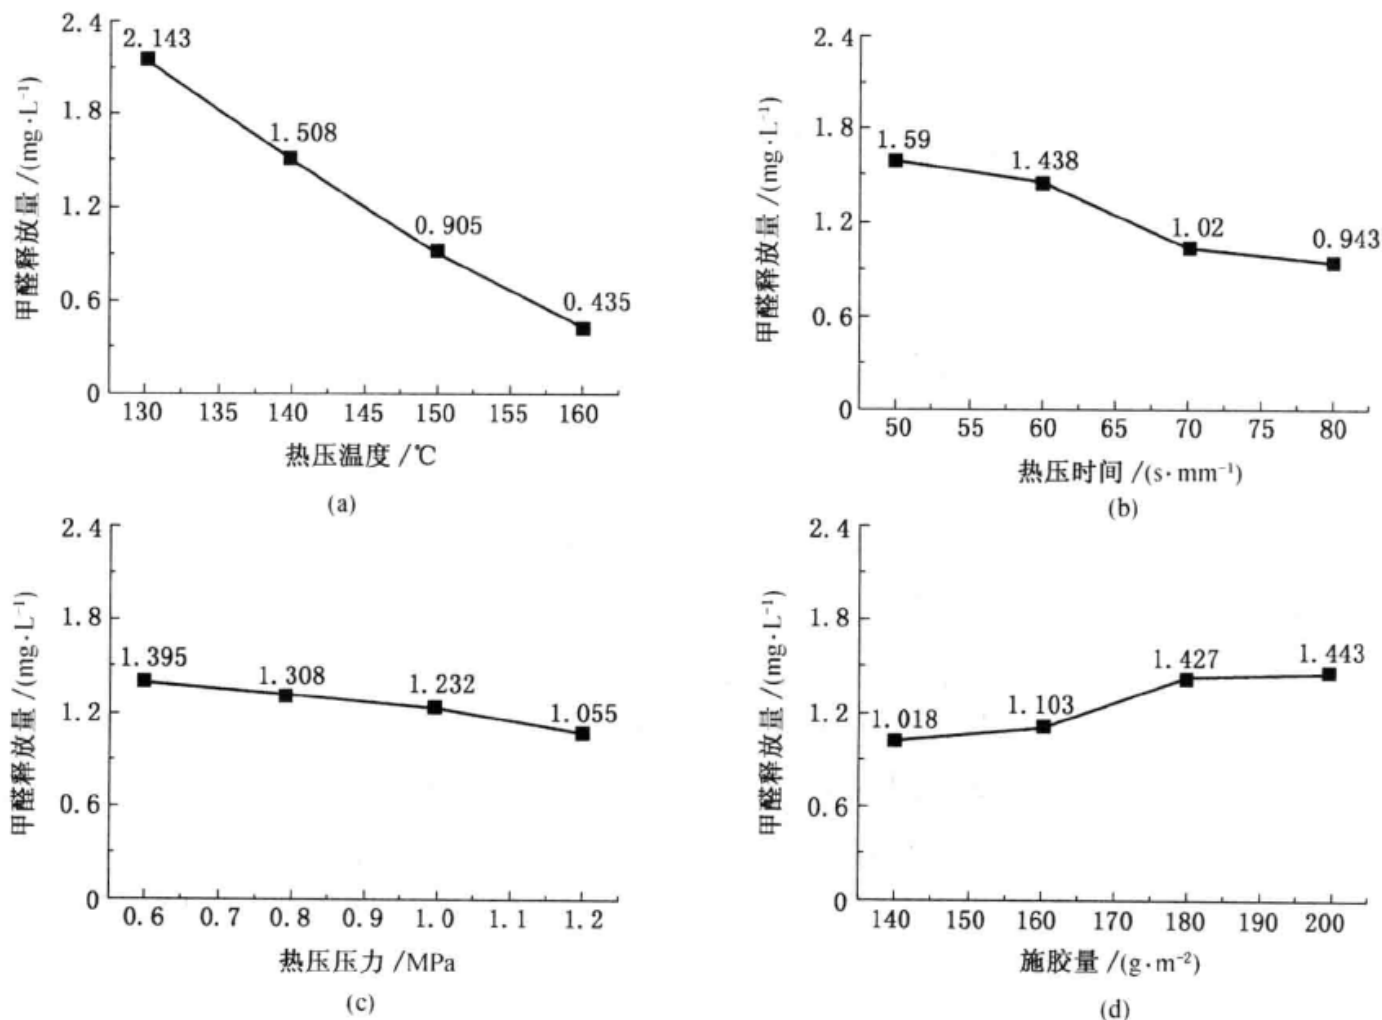 甲醛释放量 /(mg·L⁻¹)
2.4
1.8
1.2
0.6
0
2.143
1.508
0.905
0.435
130 135 140 145 150 155 160
热压温度 /℃
(a)
甲醛释放量 /(mg·L⁻¹)
2.4
1.8
1.2
0.6
0
1.59
1.438
1.02
0.943
50 55 60 65 70 75 80
热压时间 /(s·mm⁻¹)
(b)
甲醛释放量 /(mg·L⁻¹)
2.4
1.8
1.2
0.6
0
1.395
1.308
1.232
1.055
0.6 0.7 0.8 0.9 1.0 1.1 1.2
热压压力 /MPa
(c)
甲醛释放量 /(mg·L⁻¹)
2.4
1.8
1.2
0.6
0
1.018
1.103
1.427
1.443
140 150 160 170 180 190 200
施胶量 /(g·m⁻²)
(d)